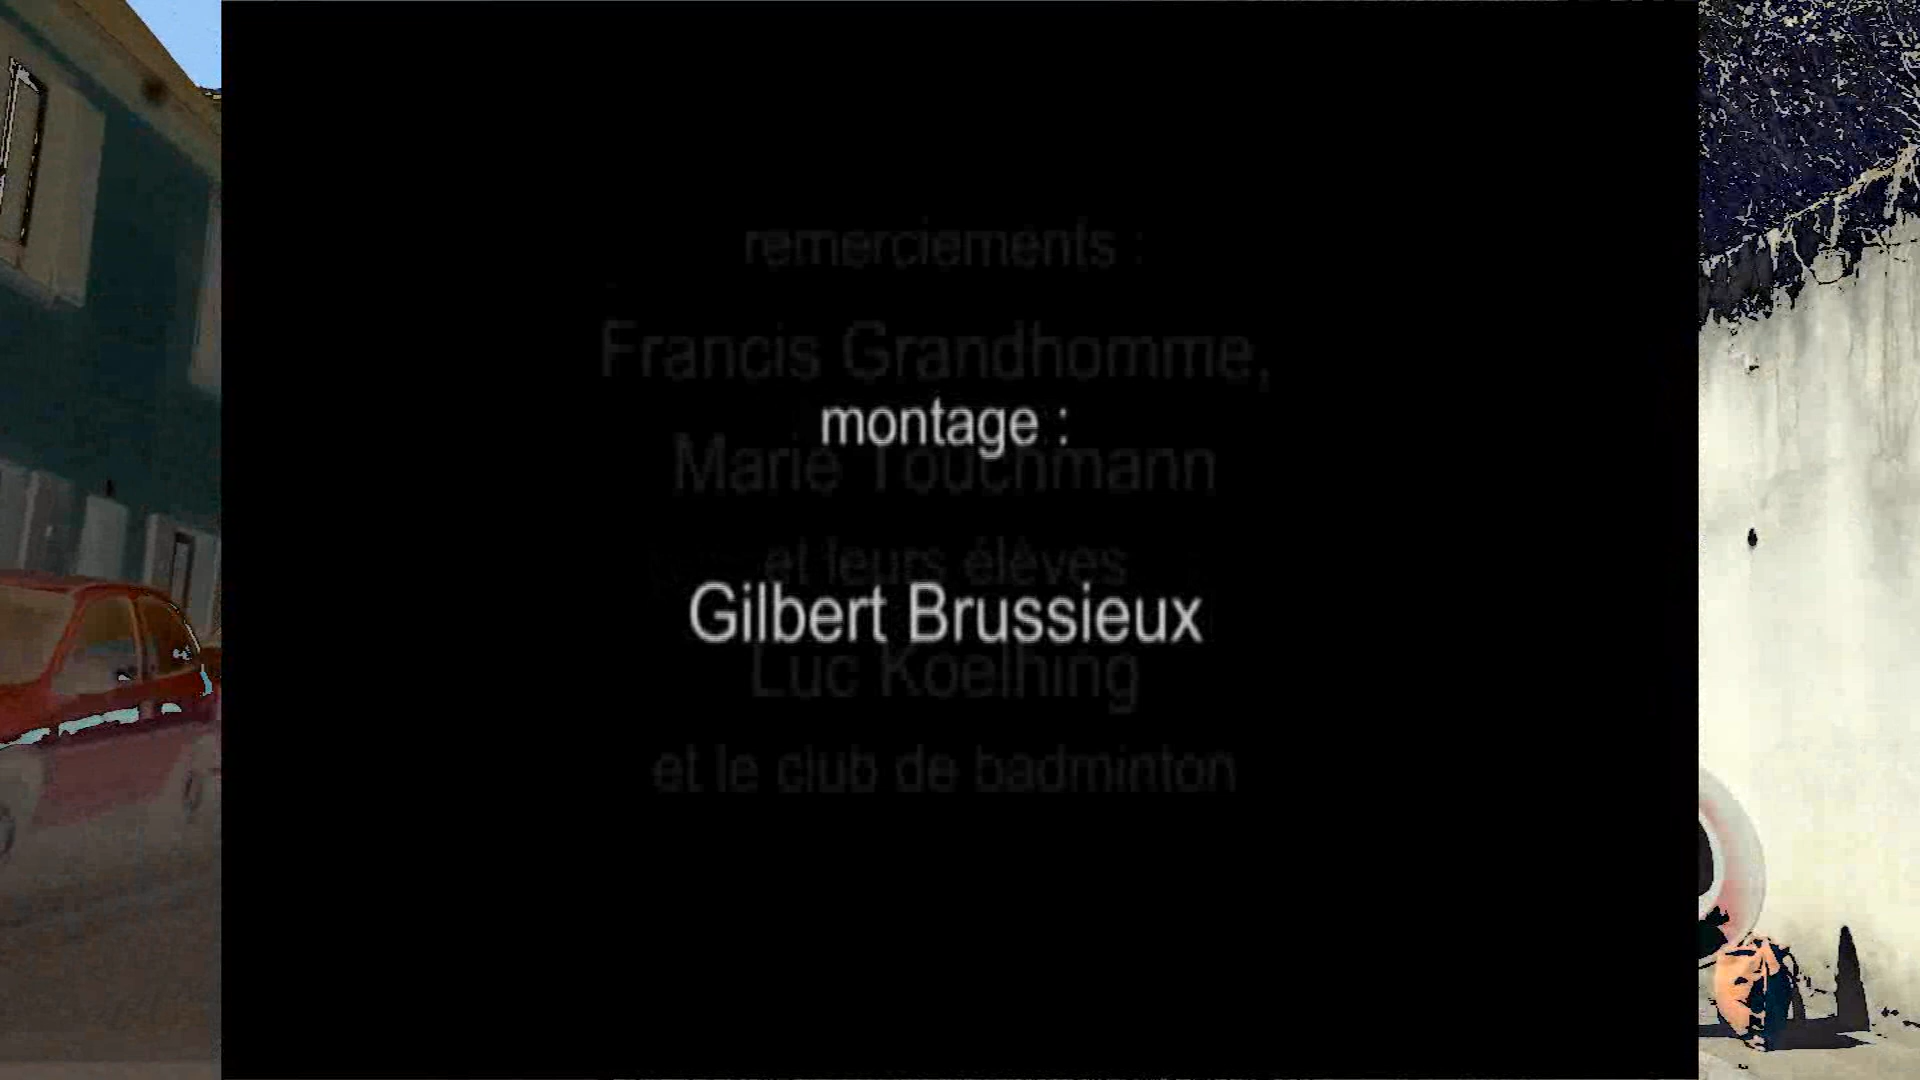 remerciements :
Francis Grandhomme,
montage :
Marie Touchmann
et leurs élèves
Gilbert Brussieux
Luc Koelhing
et le club de badminton